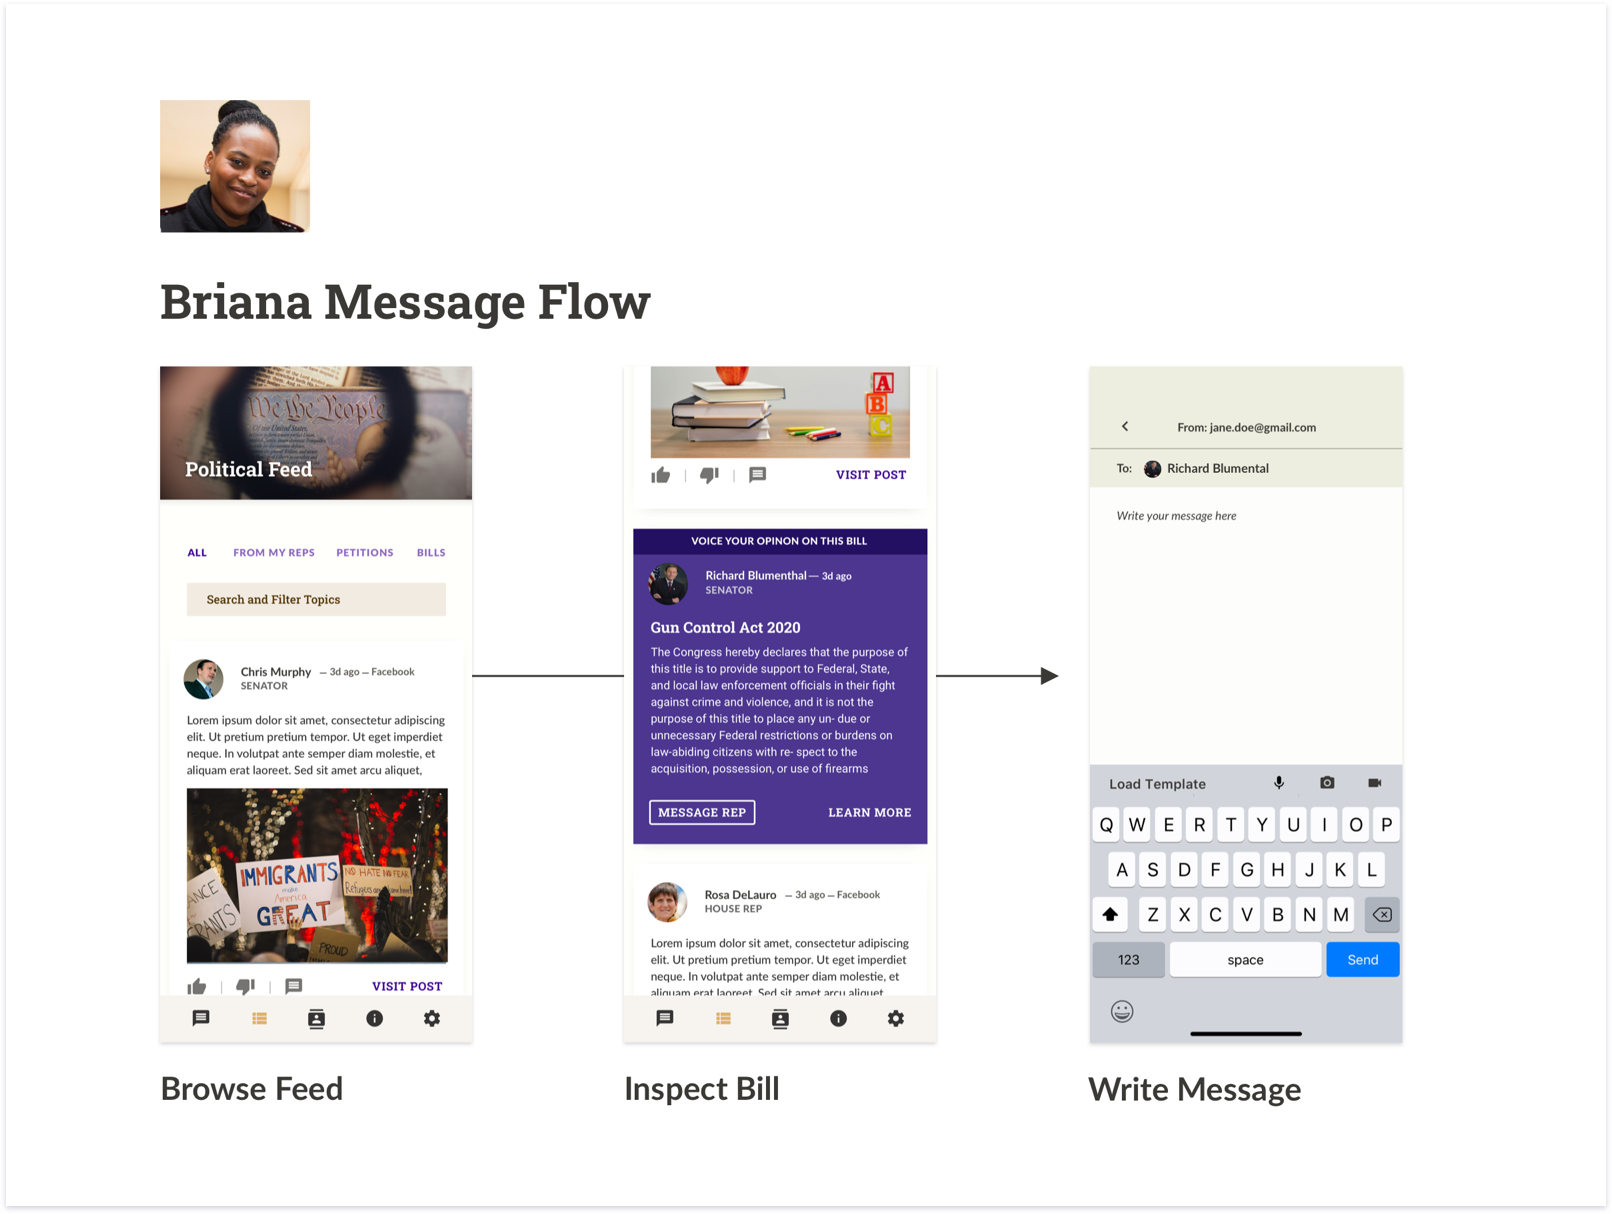 Briana Message Flow
We the People
Political Feed
ALL FROM MY REPS PETITIONS BILLS
Search and Filter Topics
Chris Murphy — 3d ago — Facebook
SENATOR
Lorem ipsum dolor sit amet, consectetur adipiscing
elit. Ut pretium pretium tempor. Ut eget imperdiet
neque. In volutpat ante semper diam molestie, et
aliquam erat laoreet. Sed sit amet arcu aliquet,
IMMIGRANTS
make
America
GREAT
NO HATE NO FEAR
Refugees are
PROUD
VISIT POST
Browse Feed
A
B
C
VISIT POST
VOICE YOUR OPINON ON THIS BILL
Richard Blumenthal — 3d ago
SENATOR
Gun Control Act 2020
The Congress hereby declares that the purpose of
this title is to provide support to Federal, State,
and local law enforcement officials in their fight
against crime and violence, and it is not the
purpose of this title to place any un- due or
unnecessary Federal restrictions or burdens on
law-abiding citizens with re- spect to the
acquisition, possession, or use of firearms
MESSAGE REP LEARN MORE
Rosa DeLauro — 3d ago — Facebook
HOUSE REP
Lorem ipsum dolor sit amet, consectetur adipiscing
elit. Ut pretium pretium tempor. Ut eget imperdiet
neque. In volutpat ante semper diam molestie, et
aliquam erat laoreet. Sed sit amet arcu aliquet,
Inspect Bill
From: jane.doe@gmail.com
To: Richard Blumental
Write your message here
Load Template
Q W E R T Y U I O P
A S D F G H J K L
Z X C V B N M
123 space Send
Write Message